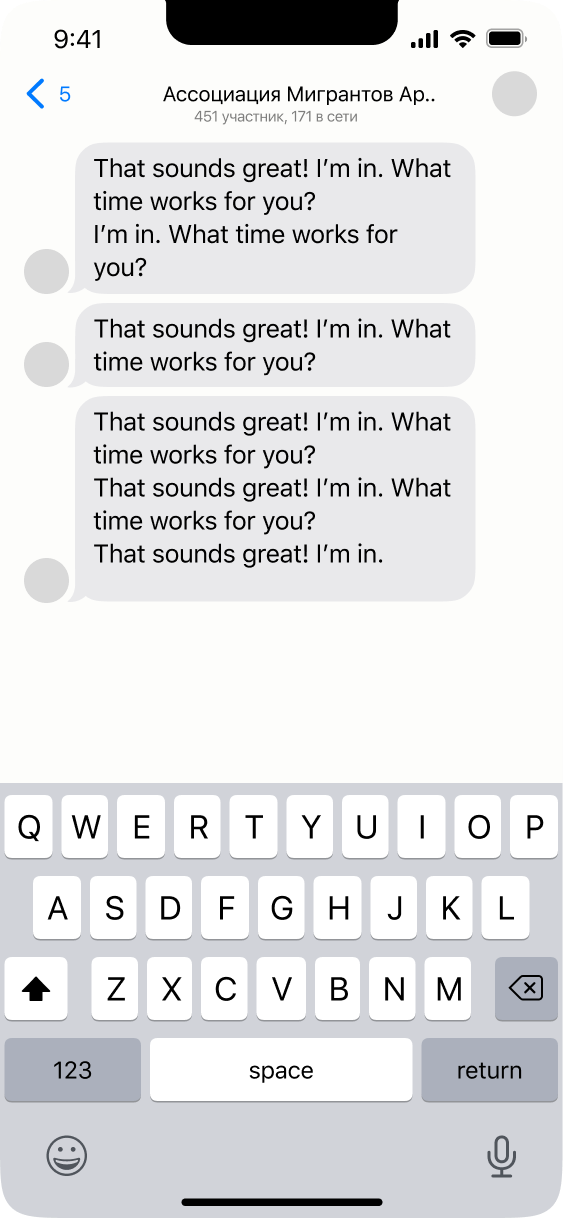 9:41
5
Ассоциация Мигрантов Ар..
451 участник, 171 в сети
That sounds great! I’m in. What
time works for you?
I’m in. What time works for
you?
That sounds great! I’m in. What
time works for you?
That sounds great! I’m in. What
time works for you?
That sounds great! I’m in. What
time works for you?
That sounds great! I’m in.
Q W E R T Y U I O P
A S D F G H J K L
Z X C V B N M
123 space return